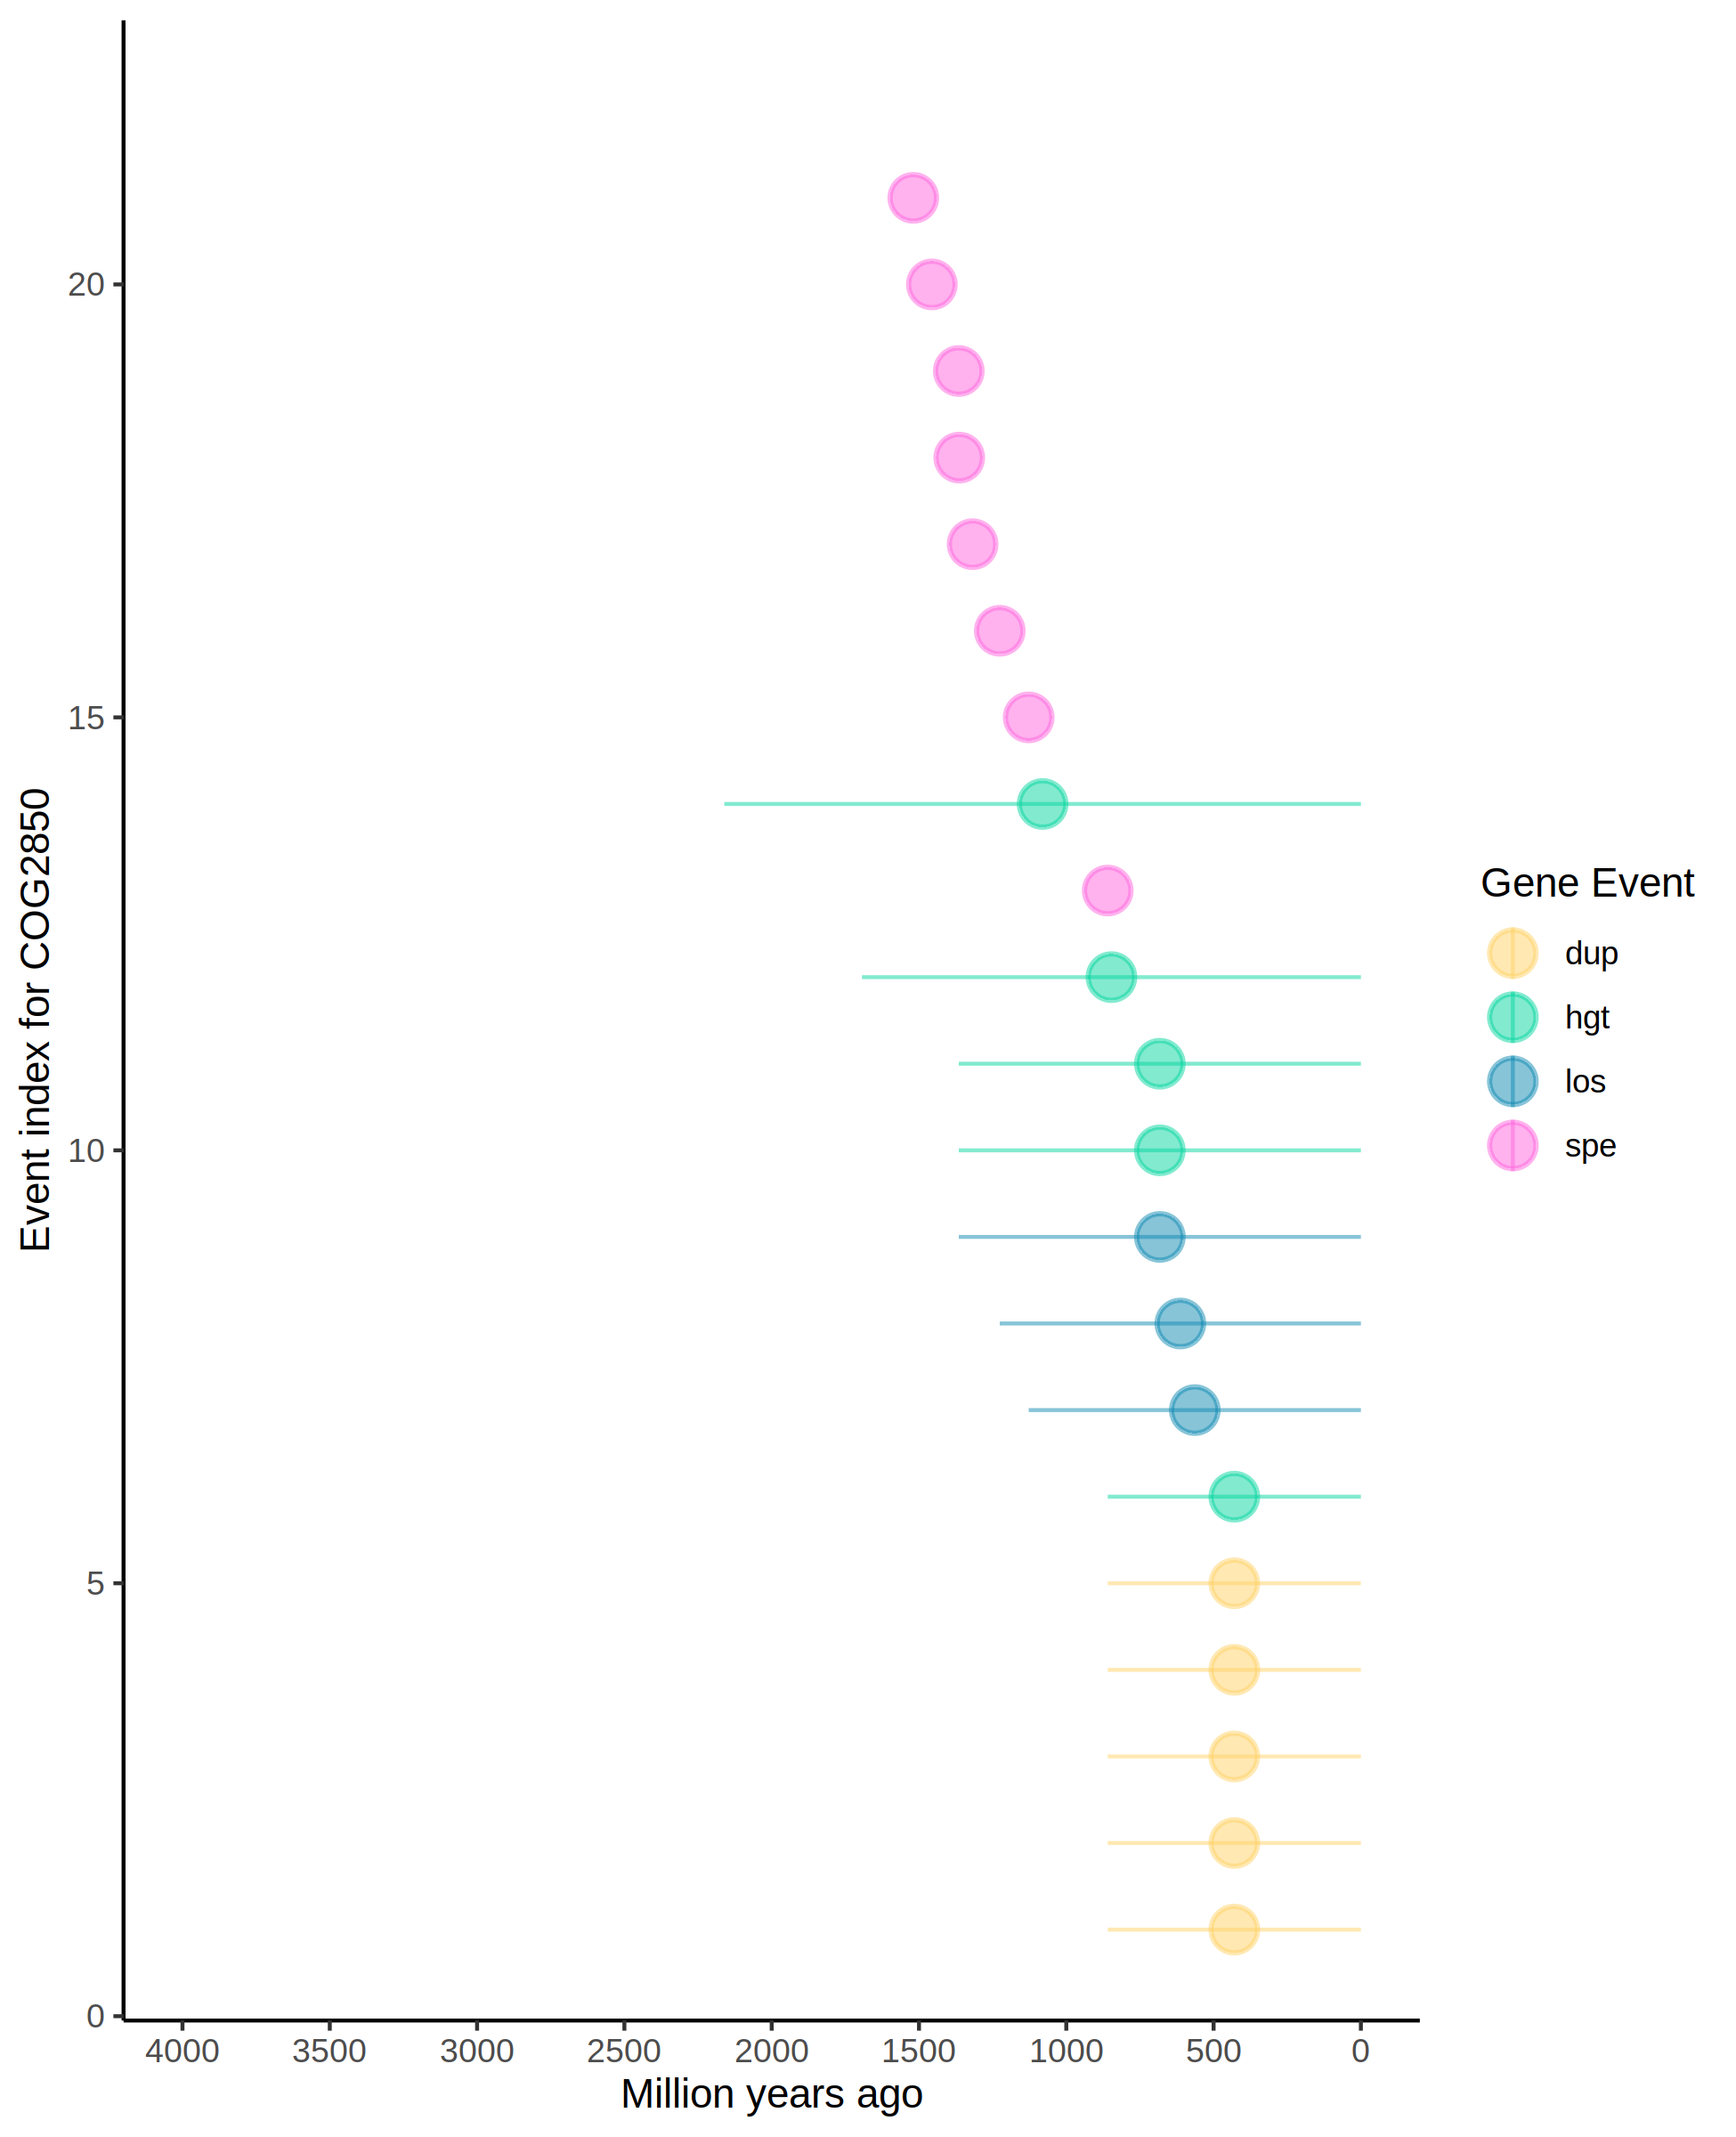 20
15
10
5
0
Event index for COG2850
4000 3500 3000 2500 2000 1500 1000 500 0
Million years ago
Gene Event
dup
hgt
los
spe